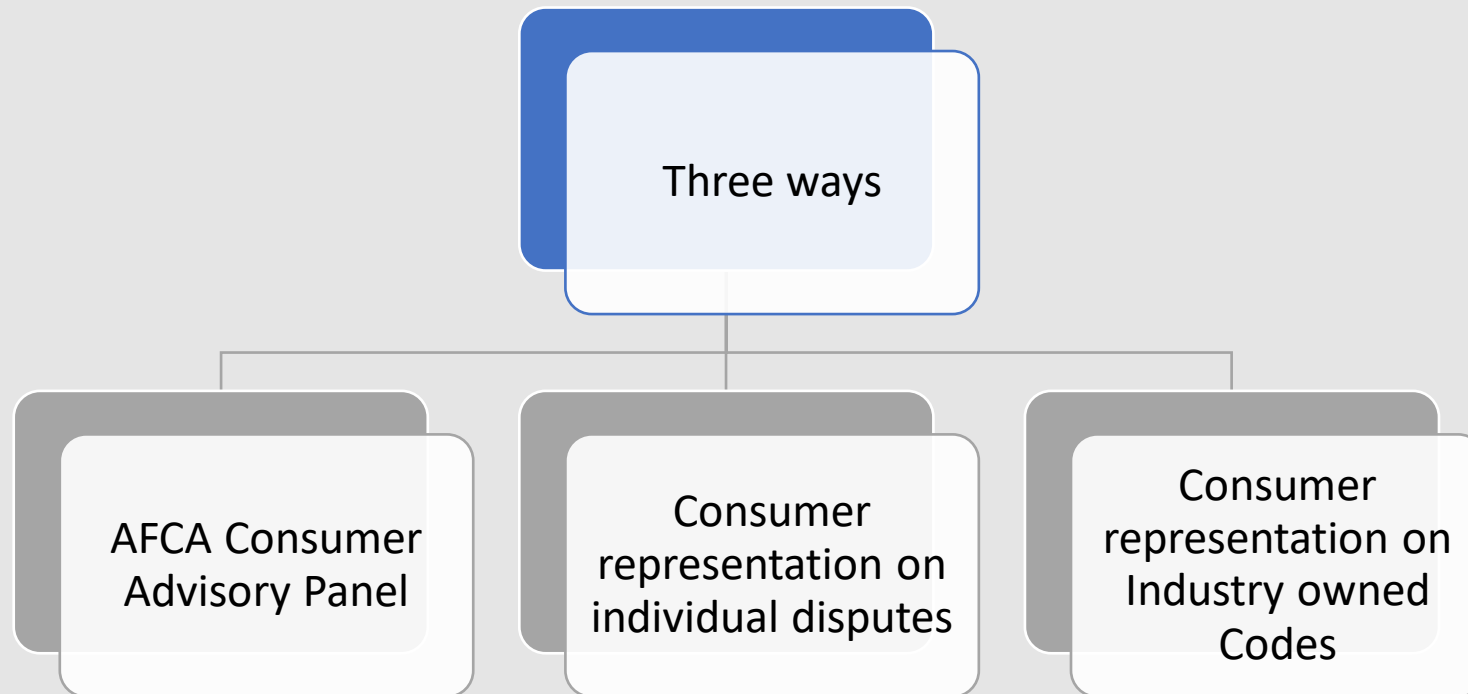 Three ways
AFCA Consumer
Advisory Panel
Consumer
representation on
individual disputes
Consumer
representation on
Industry owned
Codes